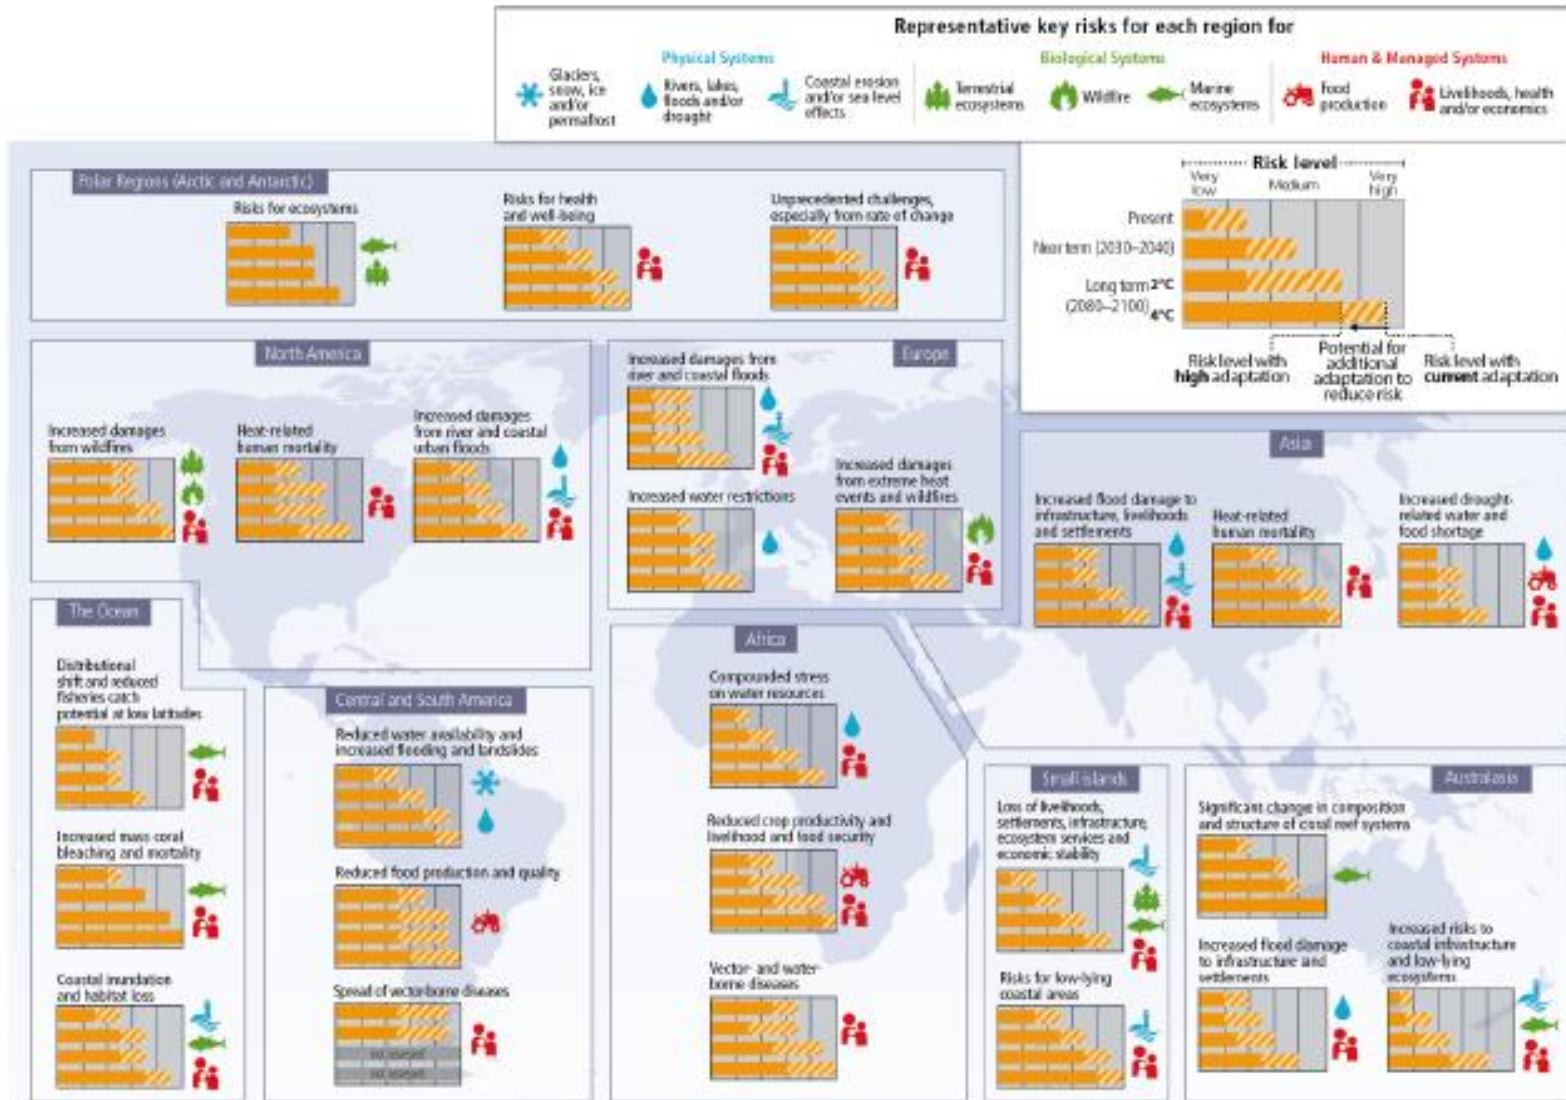 Representative key risks for each region for
Physical Systems
Biological Systems
Human & Managed Systems
Glaciers,
snow, ice
and/or
permafrost
Rivers, lakes,
floods and/or
drought
Coastal erosion
and/or sea level
effects
Terrestrial
ecosystems
Wildfire
Marine
ecosystems
Food
production
Livelihoods, health
and/or economics
Risk level
Very
low
Medium
Very
high
Present
Near term (2030–2040)
Long term 2°C
(2080–2100) 4°C
Risk level with
high adaptation
Potential for
additional
adaptation to
reduce risk
Risk level with
current adaptation
Polar Regions (Arctic and Antarctic)
Risks for ecosystems
Risks for health
and well-being
Unprecedented challenges,
especially from rate of change
North America
Increased damages
from wildfires
Heat-related
human mortality
Increased damages
from river and coastal
urban floods
Europe
Increased damages from
river and coastal floods
Increased water restrictions
Increased damages
from extreme heat
events and wildfires
Asia
Increased flood damage to
infrastructure, livelihoods
and settlements
Heat-related
human mortality
Increased drought-
related water and
food shortage
The Ocean
Distributional
shift and reduced
fisheries catch
potential at low latitudes
Increased mass coral
bleaching and mortality
Coastal inundation
and habitat loss
Central and South America
Reduced water availability and
increased flooding and landslides
Reduced food production and quality
Spread of vector-borne diseases
not assessed
not assessed
Africa
Compounded stress
on water resources
Reduced crop productivity and
livelihood and food security
Vector- and water-
borne diseases
Small islands
Loss of livelihoods,
settlements, infrastructure,
ecosystem services and
economic stability
Risks for low-lying
coastal areas
Australasia
Significant change in composition
and structure of coral reef systems
Increased flood damage
to infrastructure and
settlements
Increased risks to
coastal infrastructure
and low-lying
ecosystems